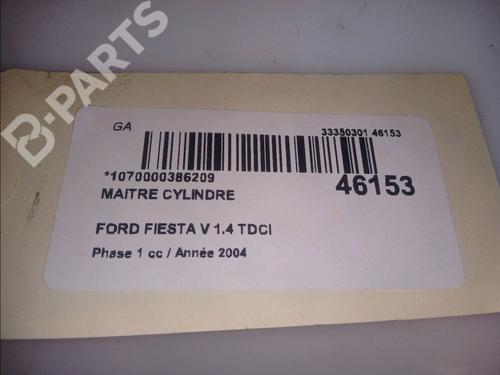 B-PARTS
GA
33350301 46153
*1070000386209
46153
MAITRE CYLINDRE
FORD FIESTA V 1.4 TDCI
Phase 1 cc / Année 2004